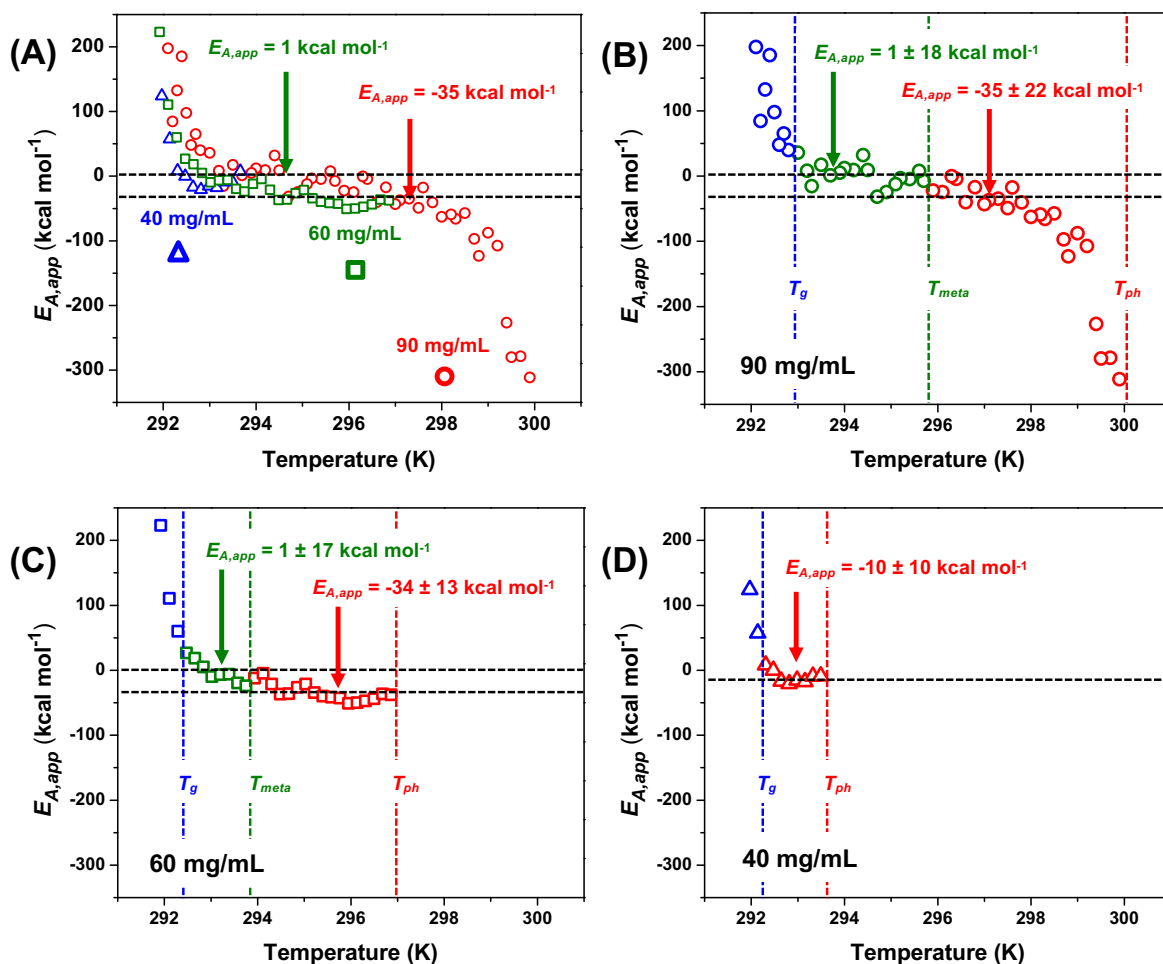 (A)
E_A,app = 1 kcal mol⁻¹
E_A,app = -35 kcal mol⁻¹
40 mg/mL
60 mg/mL
90 mg/mL
E_A,app (kcal mol⁻¹)
200
100
0
-100
-200
-300
292 294 296 298 300
Temperature (K)
(B)
E_A,app = 1 ± 18 kcal mol⁻¹
E_A,app = -35 ± 22 kcal mol⁻¹
T_g
T_meta
T_ph
90 mg/mL
E_A,app (kcal mol⁻¹)
200
100
0
-100
-200
-300
292 294 296 298 300
Temperature (K)
(C)
E_A,app = 1 ± 17 kcal mol⁻¹
E_A,app = -34 ± 13 kcal mol⁻¹
T_g
T_meta
T_ph
60 mg/mL
E_A,app (kcal mol⁻¹)
200
100
0
-100
-200
-300
292 294 296 298 300
Temperature (K)
(D)
E_A,app = -10 ± 10 kcal mol⁻¹
T_g
T_ph
40 mg/mL
E_A,app (kcal mol⁻¹)
200
100
0
-100
-200
-300
292 294 296 298 300
Temperature (K)